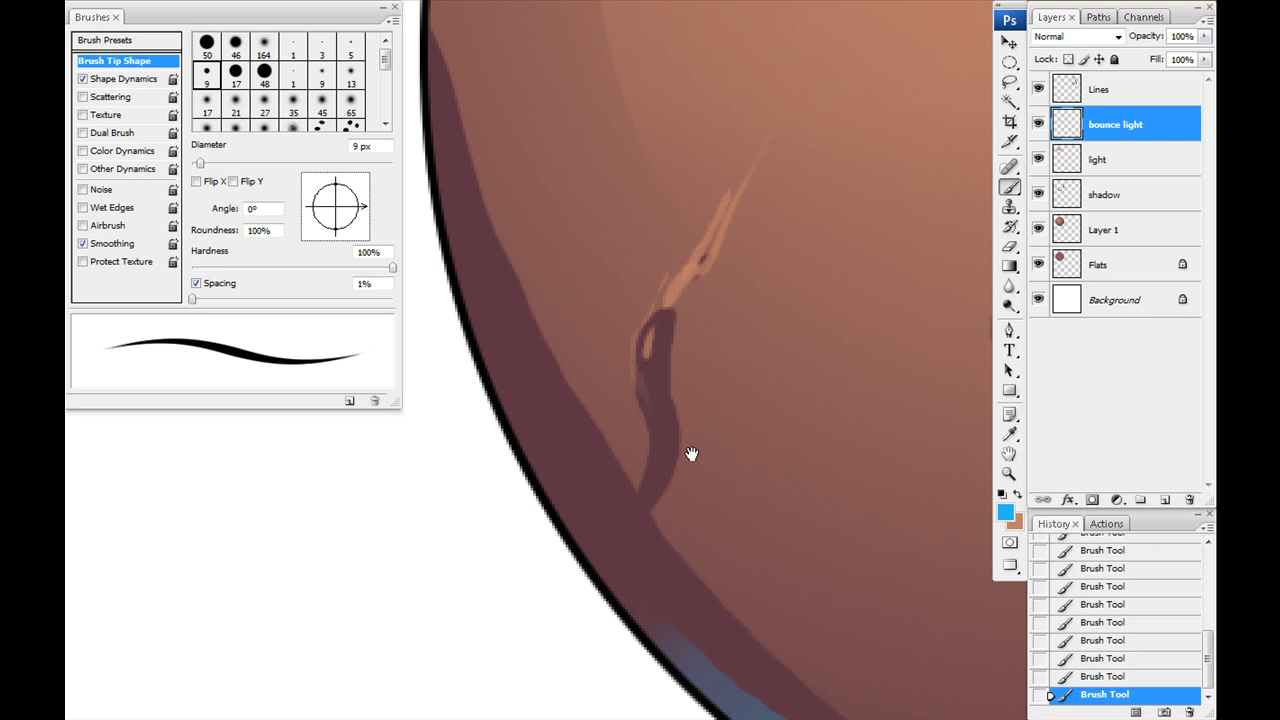 Brushes ×
Brush Presets
Brush Tip Shape
Shape Dynamics
Scattering
Texture
Dual Brush
Color Dynamics
Other Dynamics
Noise
Wet Edges
Airbrush
Smoothing
Protect Texture
50 46 164 1 3 5
9 17 48 1 9 13
17 21 27 35 45 65
Diameter 9 px
Flip X Flip Y
Angle: 0°
Roundness: 100%
Hardness 100%
Spacing 1%
Ps
T
Layers × Paths Channels
Normal Opacity: 100%
Lock: Fill: 100%
Lines
bounce light
light
shadow
Layer 1
Flats
Background
fx
History × Actions
Brush Tool
Brush Tool
Brush Tool
Brush Tool
Brush Tool
Brush Tool
Brush Tool
Brush Tool
Brush Tool
Brush Tool